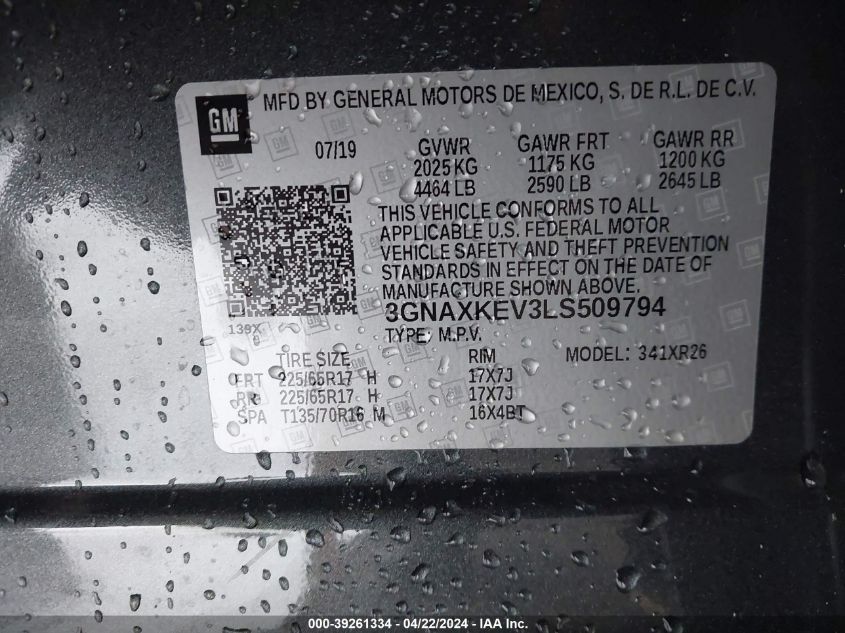 GM
MFD BY GENERAL MOTORS DE MEXICO, S. DE R.L. DE C.V.
07/19 GVWR GAWR FRT GAWR RR
2025 KG 1175 KG 1200 KG
4464 LB 2590 LB 2645 LB
THIS VEHICLE CONFORMS TO ALL
APPLICABLE U.S. FEDERAL MOTOR
VEHICLE SAFETY AND THEFT PREVENTION
STANDARDS IN EFFECT ON THE DATE OF
MANUFACTURE SHOWN ABOVE.
3GNAXKEV3LS509794
139X
TYPE: M.P.V.
TIRE SIZE RIM MODEL: 341XR26
FRT 225/65R17 H 17X7J
RR 225/65R17 H 17X7J
SPA T135/70R16 M 16X4BT
000-39261334 - 04/22/2024 - IAA Inc.